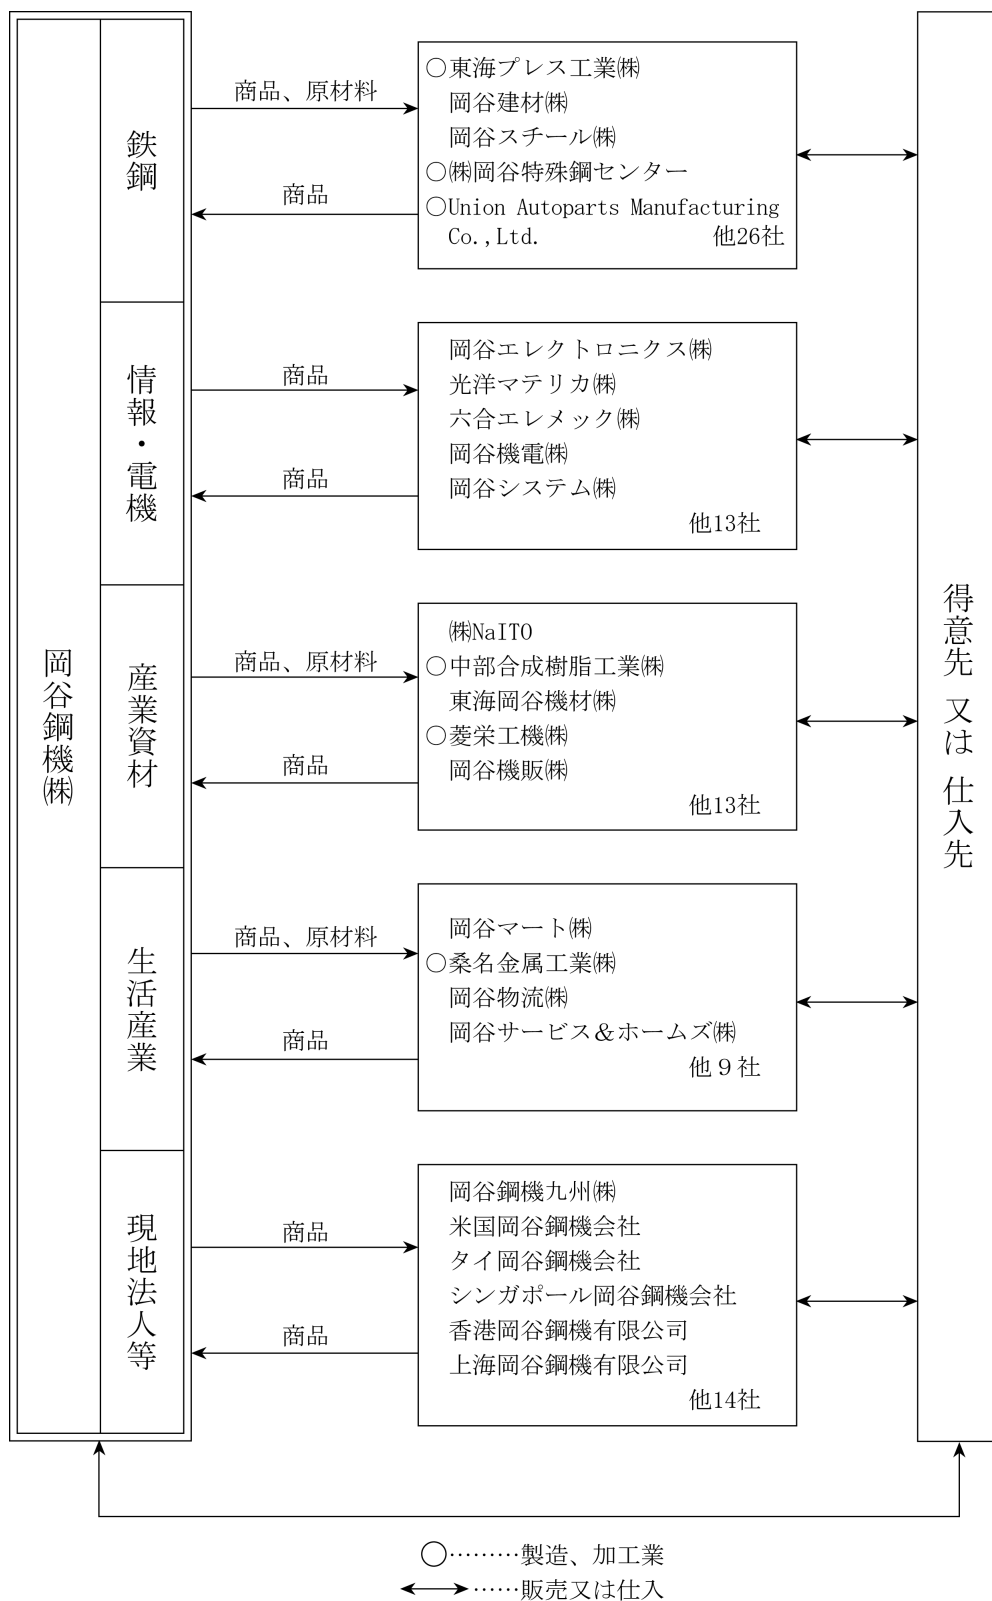 岡谷鋼機㈱
鉄鋼
商品、原材料
商品
○東海プレス工業㈱
岡谷建材㈱
岡谷スチール㈱
○㈱岡谷特殊鋼センター
○Union Autoparts Manufacturing
Co.,Ltd. 他26社
情報・電機
商品
商品
岡谷エレクトロニクス㈱
光洋マテリカ㈱
六合エレメック㈱
岡谷機電㈱
岡谷システム㈱
他13社
産業資材
商品、原材料
商品
㈱NaITO
○中部合成樹脂工業㈱
東海岡谷機材㈱
○菱栄工機㈱
岡谷機販㈱
他13社
生活産業
商品、原材料
商品
岡谷マート㈱
○桑名金属工業㈱
岡谷物流㈱
岡谷サービス＆ホームズ㈱
他９社
現地法人等
商品
商品
岡谷鋼機九州㈱
米国岡谷鋼機会社
タイ岡谷鋼機会社
シンガポール岡谷鋼機会社
香港岡谷鋼機有限公司
上海岡谷鋼機有限公司
他14社
得意先 又は 仕入先
○………製造、加工業
⟷……販売又は仕入